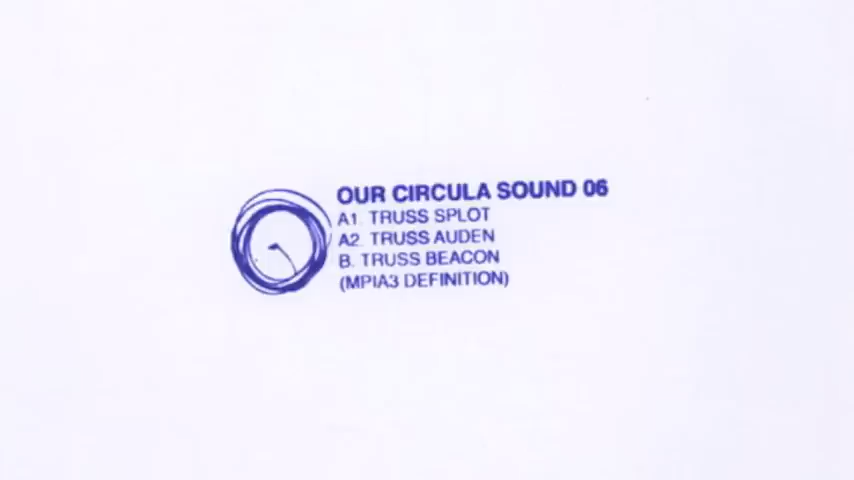 OUR CIRCULA SOUND 06
A1. TRUSS SPLOT
A2. TRUSS AUDEN
B. TRUSS BEACON
(MPIA3 DEFINITION)